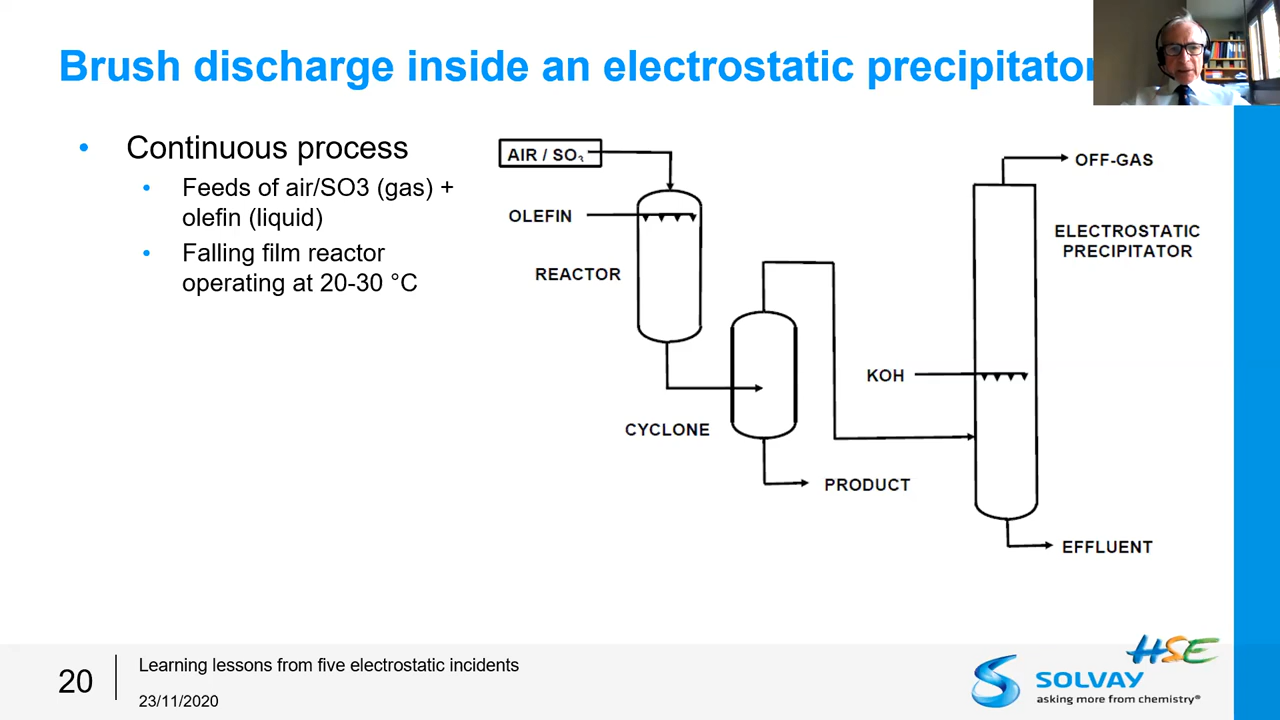 Brush discharge inside an electrostatic precipitator
• Continuous process
• Feeds of air/SO3 (gas) +
olefin (liquid)
• Falling film reactor
operating at 20-30 °C
AIR / SO₃
OLEFIN
REACTOR
CYCLONE
PRODUCT
KOH
OFF-GAS
ELECTROSTATIC
PRECIPITATOR
EFFLUENT
20
Learning lessons from five electrostatic incidents
23/11/2020
HSE
SOLVAY
asking more from chemistry®